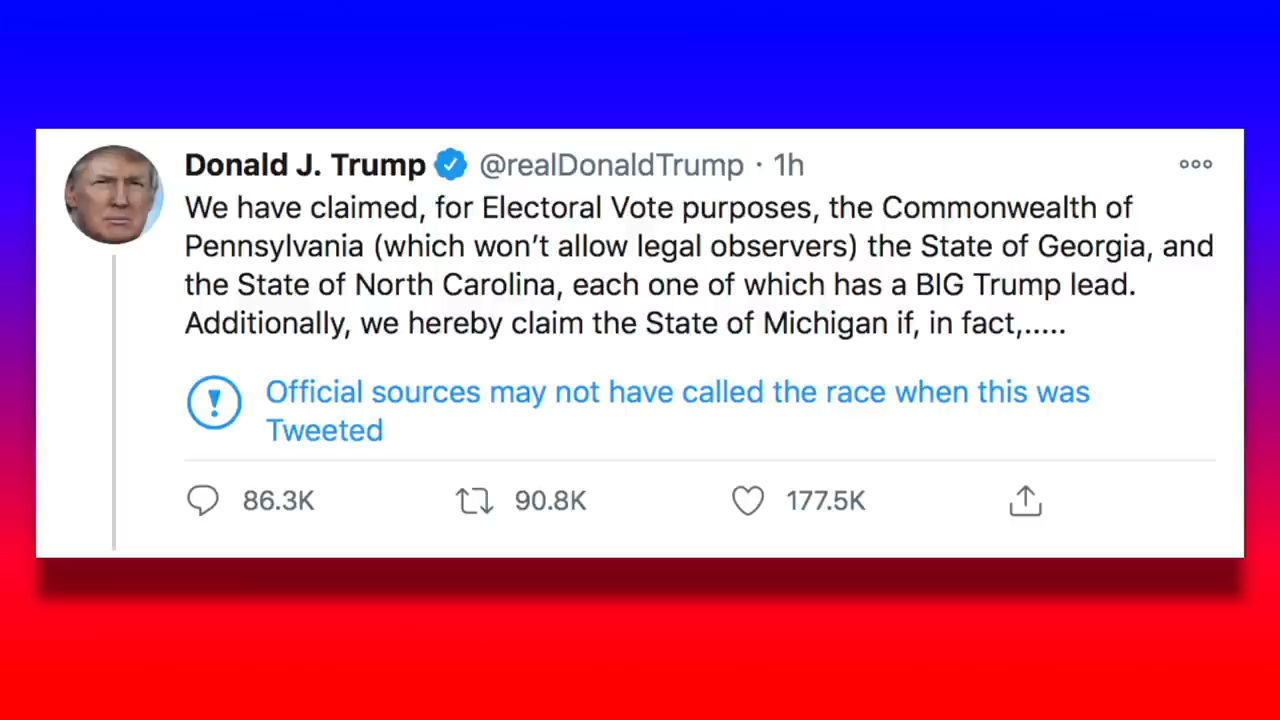 Donald J. Trump @realDonaldTrump · 1h
We have claimed, for Electoral Vote purposes, the Commonwealth of
Pennsylvania (which won’t allow legal observers) the State of Georgia, and
the State of North Carolina, each one of which has a BIG Trump lead.
Additionally, we hereby claim the State of Michigan if, in fact,.....
Official sources may not have called the race when this was
Tweeted
86.3K 90.8K 177.5K